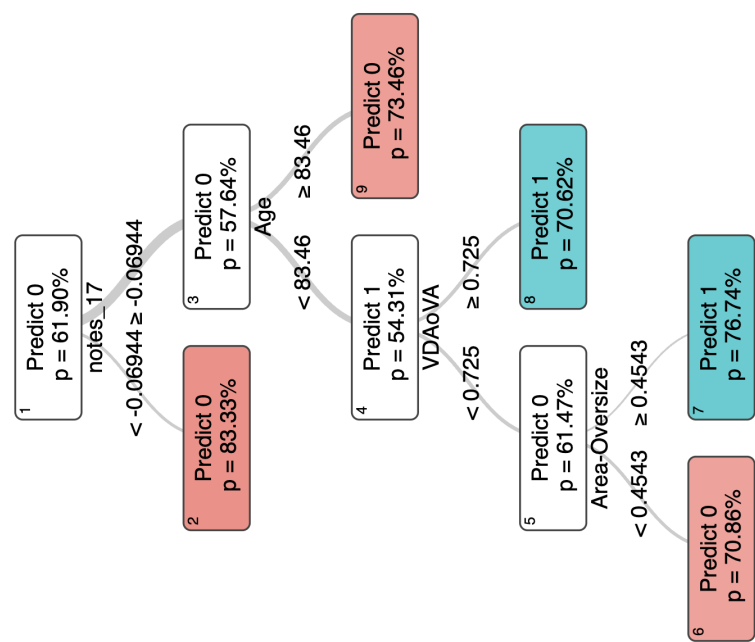 1
Predict 0
p = 61.90%
notes_17
< -0.06944
≥ -0.06944
2
Predict 0
p = 83.33%
3
Predict 0
p = 57.64%
Age
< 83.46
≥ 83.46
4
Predict 1
p = 54.31%
VDAoVA
< 0.725
≥ 0.725
9
Predict 0
p = 73.46%
5
Predict 0
p = 61.47%
Area-Oversize
< 0.4543
≥ 0.4543
8
Predict 1
p = 70.62%
6
Predict 0
p = 70.86%
7
Predict 1
p = 76.74%